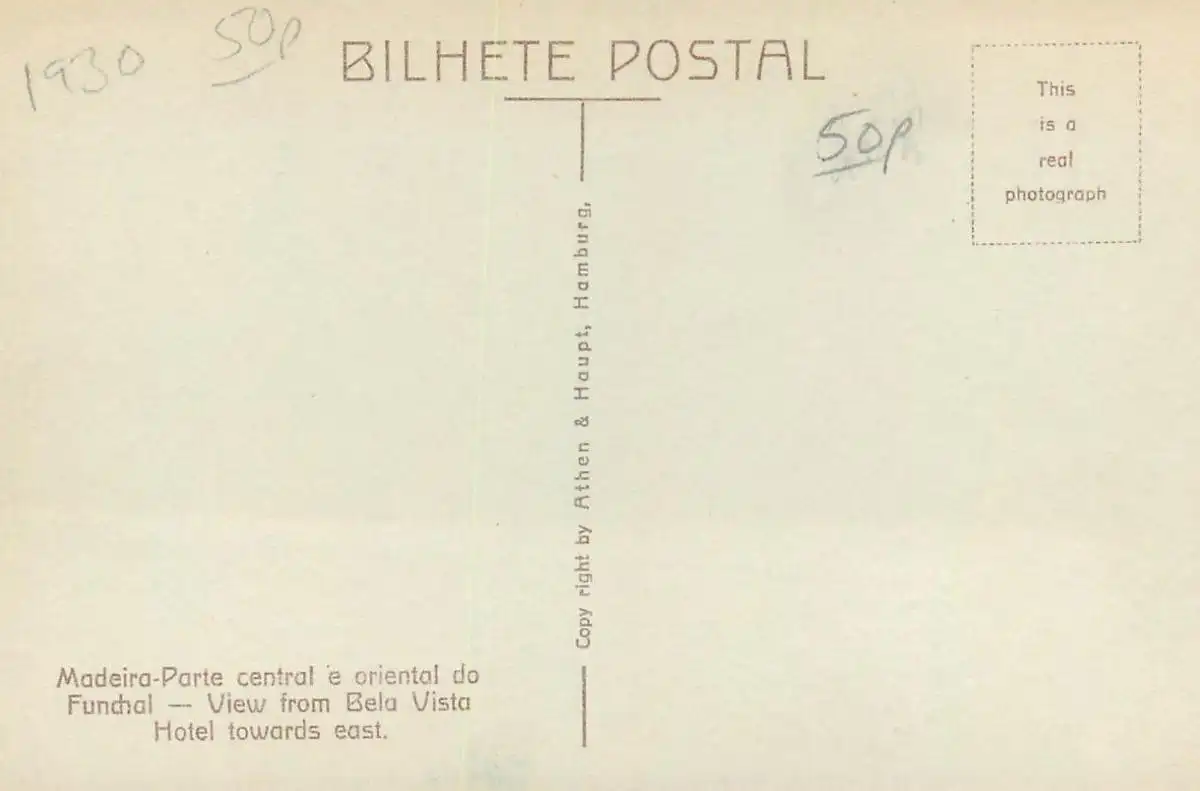 1930
50p
BILHETE POSTAL
50p
This
is a
real
photograph
Copy right by Athen & Haupt, Hamburg,
Madeira-Parte central e oriental do
Funchal — View from Bela Vista
Hotel towards east.